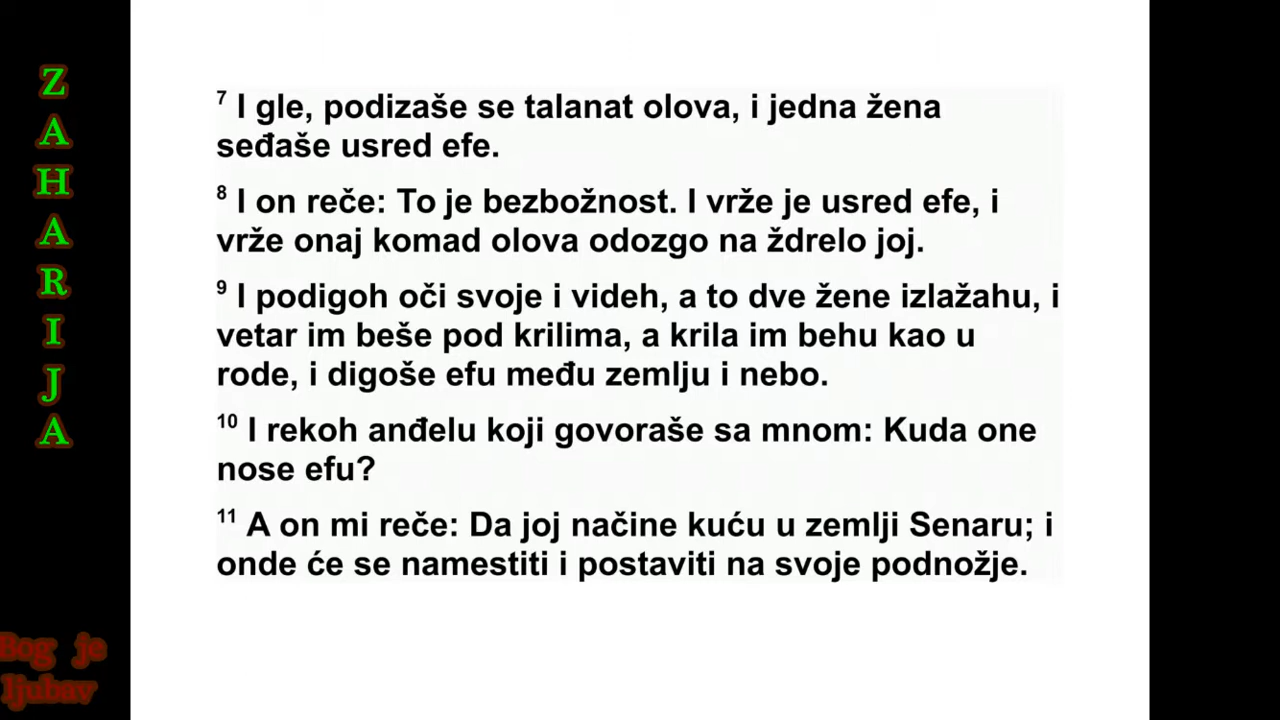 ZAHARIJA
7 I gle, podizaše se talanat olova, i jedna žena
seđaše usred efe.
8 I on reče: To je bezbožnost. I vrže je usred efe, i
vrže onaj komad olova odozgo na ždrelo joj.
9 I podigoh oči svoje i videh, a to dve žene izlažahu, i
vetar im beše pod krilima, a krila im behu kao u
rode, i digoše efu među zemlju i nebo.
10 I rekoh anđelu koji govoraše sa mnom: Kuda one
nose efu?
11 A on mi reče: Da joj načine kuću u zemlji Senaru; i
onde će se namestiti i postaviti na svoje podnožje.
Bog je
ljubav